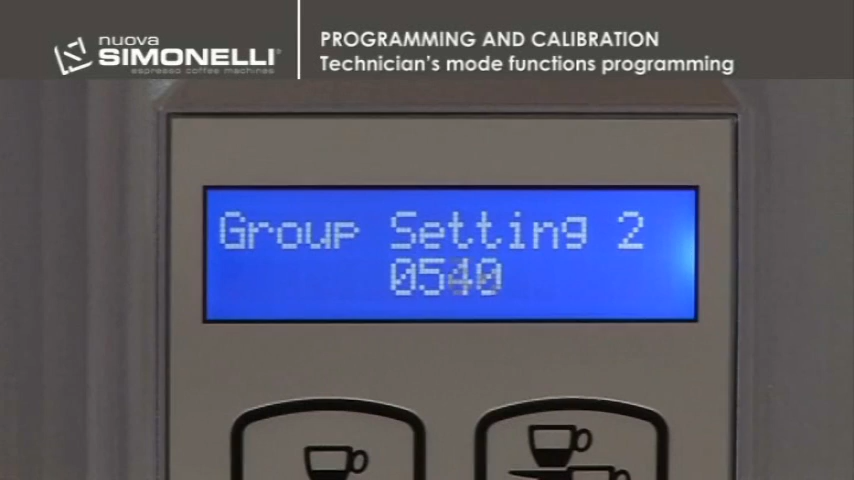 nuova
SIMONELLI®
espresso coffee machines
PROGRAMMING AND CALIBRATION
Technician's mode functions programming
Group Setting 2
0540